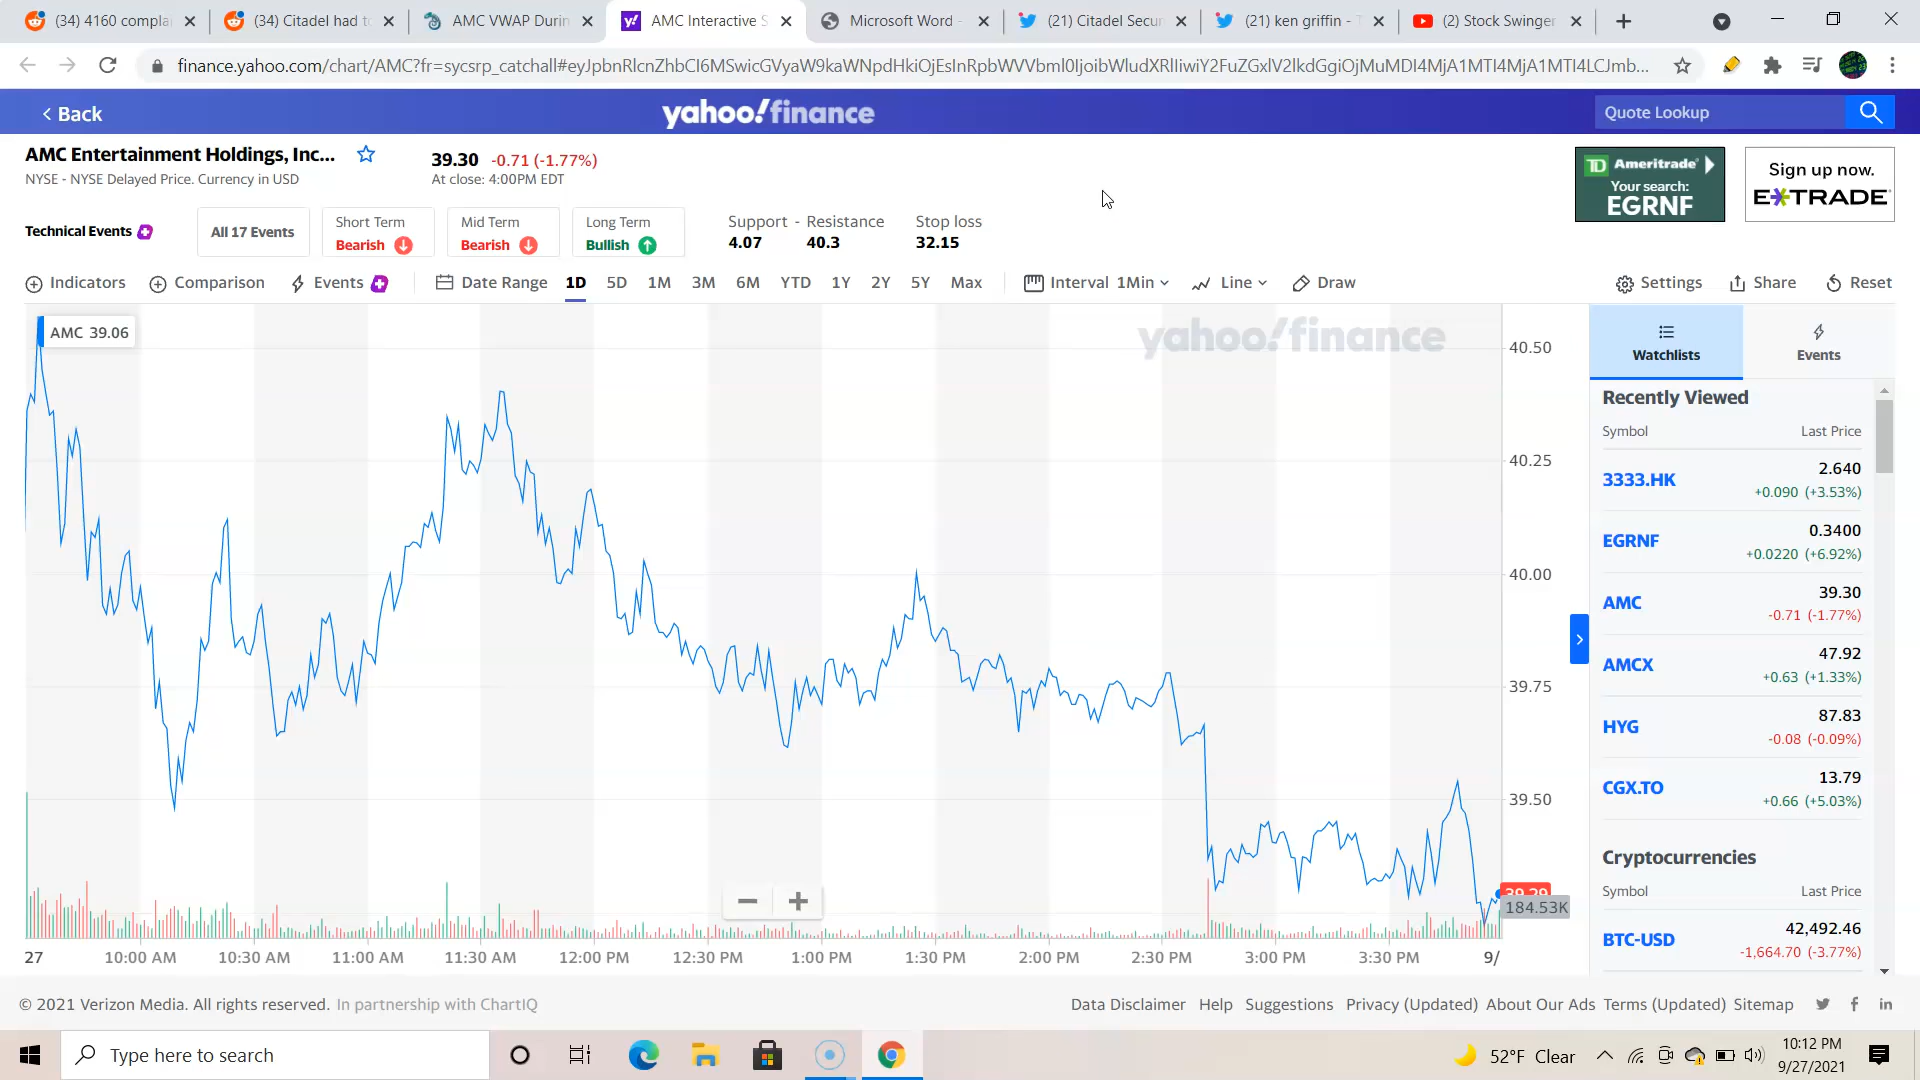 (34) 4160 compla
(34) Citadel had t
AMC VWAP Durin
AMC Interactive S
Microsoft Word -
(21) Citadel Secur
(21) ken griffin - T
(2) Stock Swinger
finance.yahoo.com/chart/AMC?fr=sycsrp_catchall#
Back
yahoo!finance
Quote Lookup
AMC Entertainment Holdings, Inc...
39.30 -0.71 (-1.77%)
NYSE - NYSE Delayed Price. Currency in USD
At close: 4:00PM EDT
TD Ameritrade
Your search:
EGRNF
Sign up now.
E*TRADE
Technical Events
All 17 Events
Short Term
Bearish
Mid Term
Bearish
Long Term
Bullish
Support - Resistance
4.07 40.3
Stop loss
32.15
Indicators
Comparison
Events
Date Range 1D 5D 1M 3M 6M YTD 1Y 2Y 5Y Max
Interval 1Min
Line
Draw
Settings
Share
Reset
AMC 39.06
yahoo!finance
40.50
40.25
40.00
39.75
39.50
39.29
184.53K
27 10:00 AM 10:30 AM 11:00 AM 11:30 AM 12:00 PM 12:30 PM 1:00 PM 1:30 PM 2:00 PM 2:30 PM 3:00 PM 3:30 PM 9/
Watchlists
Events
Recently Viewed
Symbol Last Price
3333.HK 2.640
+0.090 (+3.53%)
EGRNF 0.3400
+0.0220 (+6.92%)
AMC 39.30
-0.71 (-1.77%)
AMCX 47.92
+0.63 (+1.33%)
HYG 87.83
-0.08 (-0.09%)
CGX.TO 13.79
+0.66 (+5.03%)
Cryptocurrencies
Symbol Last Price
BTC-USD 42,492.46
-1,664.70 (-3.77%)
© 2021 Verizon Media. All rights reserved. In partnership with ChartIQ
Data Disclaimer Help Suggestions Privacy (Updated) About Our Ads Terms (Updated) Sitemap
Type here to search
52°F Clear
10:12 PM
9/27/2021